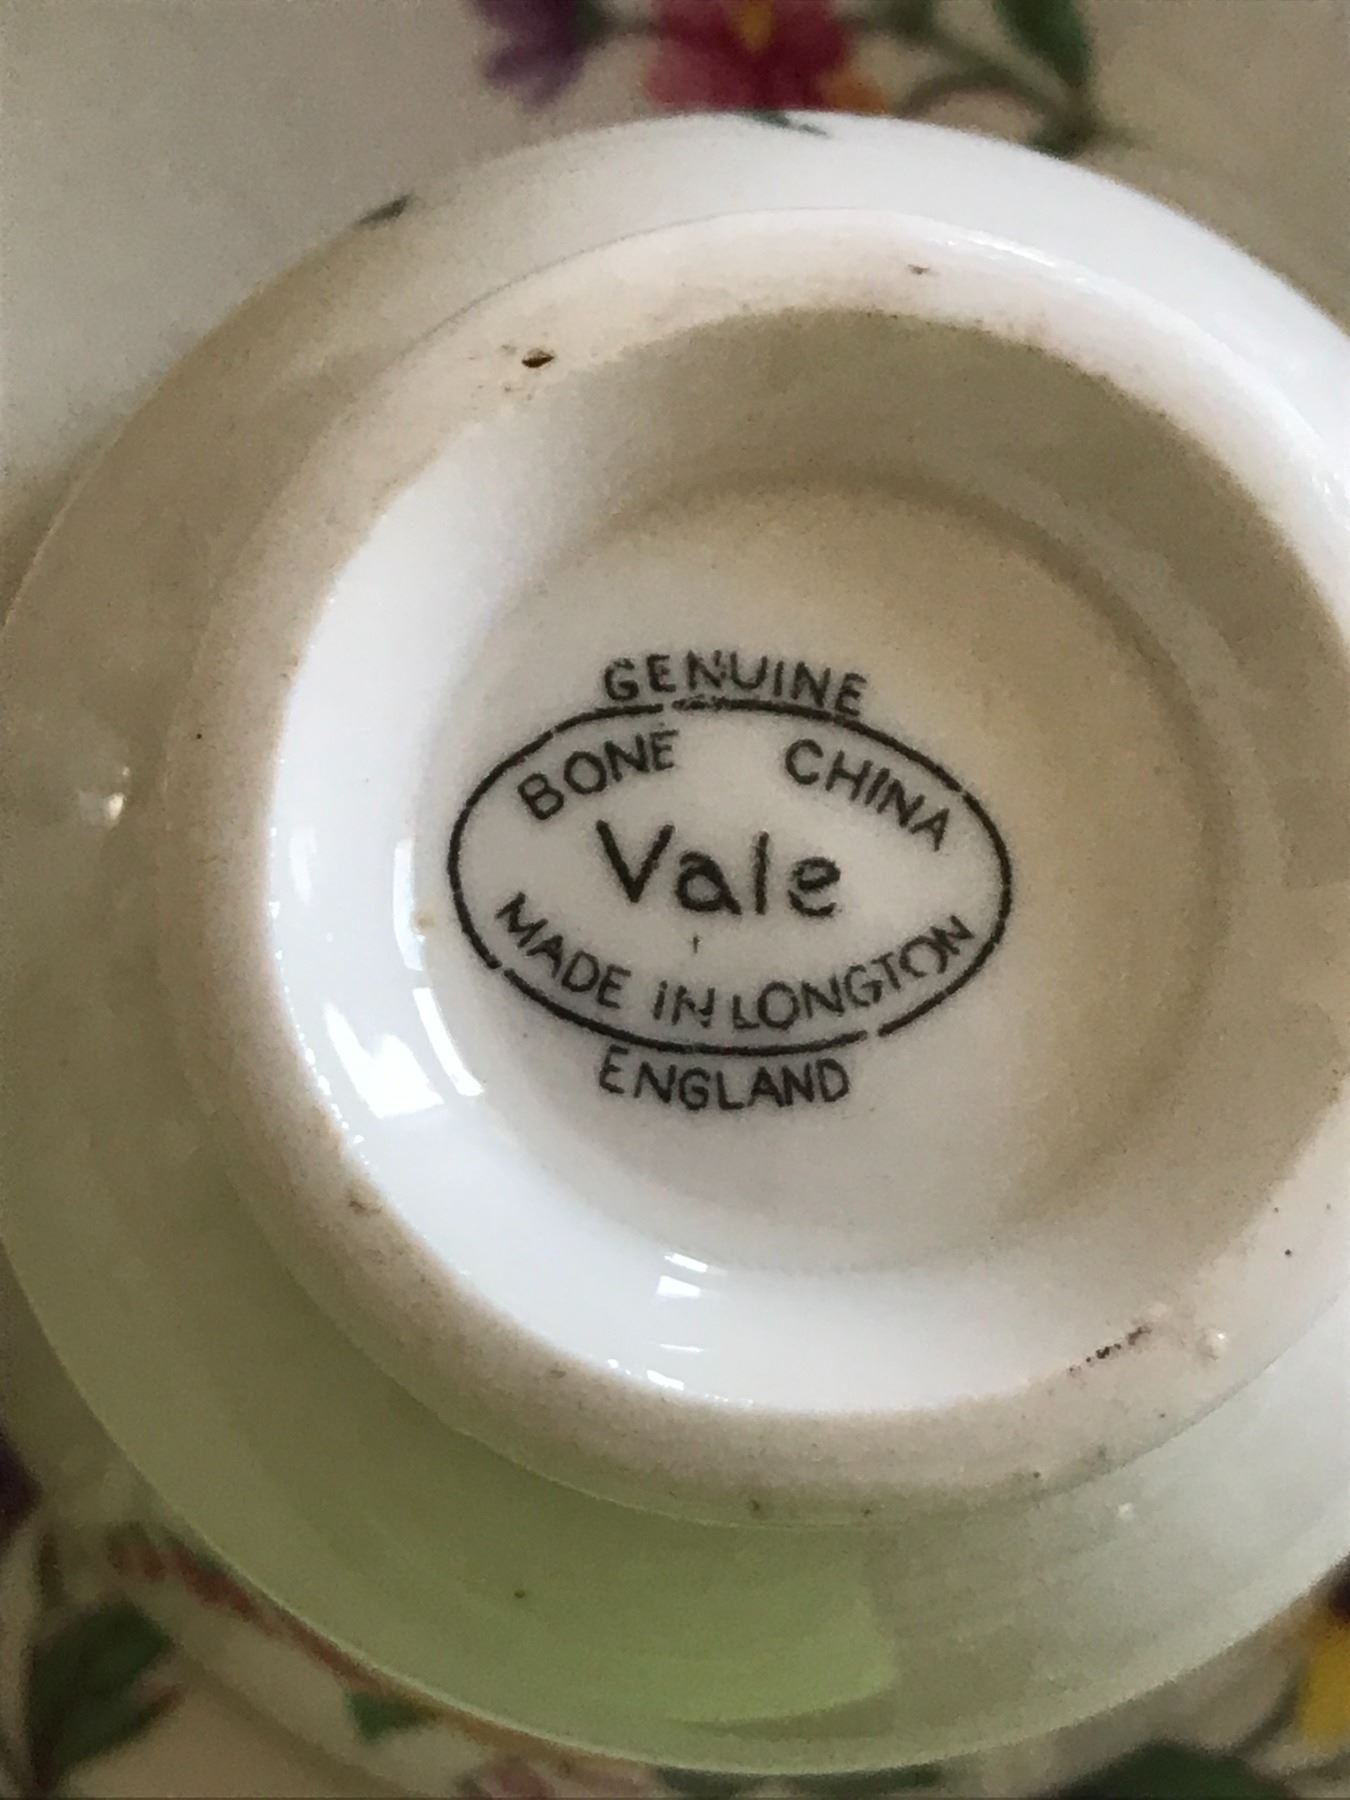 GENUINE
BONE CHINA
Vale
MADE IN LONGTON
ENGLAND